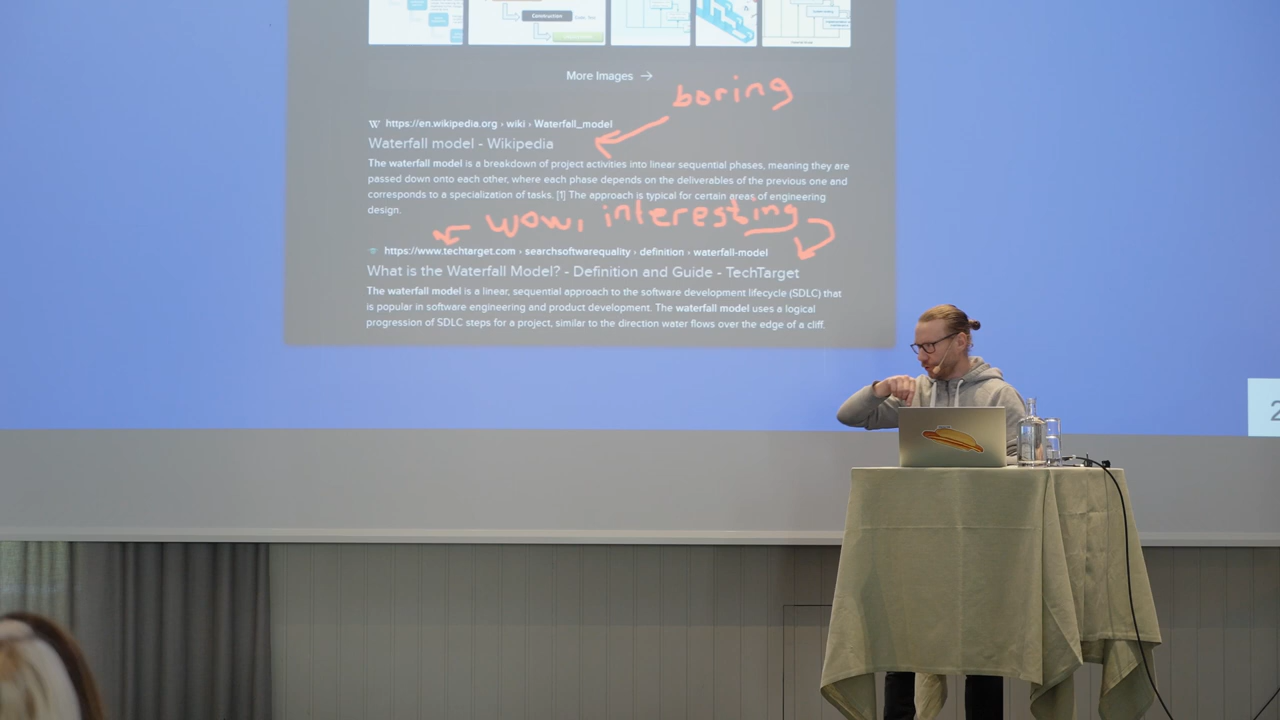 Construction
More Images →
boring
https://en.wikipedia.org › wiki › Waterfall_model
Waterfall model - Wikipedia
The waterfall model is a breakdown of project activities into linear sequential phases, meaning they are
passed down onto each other, where each phase depends on the deliverables of the previous one and
corresponds to a specialization of tasks. [1] The approach is typical for certain areas of engineering
design.
wow, interesting
https://www.techtarget.com › searchsoftwarequality › definition › waterfall-model
What is the Waterfall Model? - Definition and Guide - TechTarget
The waterfall model is a linear, sequential approach to the software development lifecycle (SDLC) that
is popular in software engineering and product development. The waterfall model uses a logical
progression of SDLC steps for a project, similar to the direction water flows over the edge of a cliff.
2